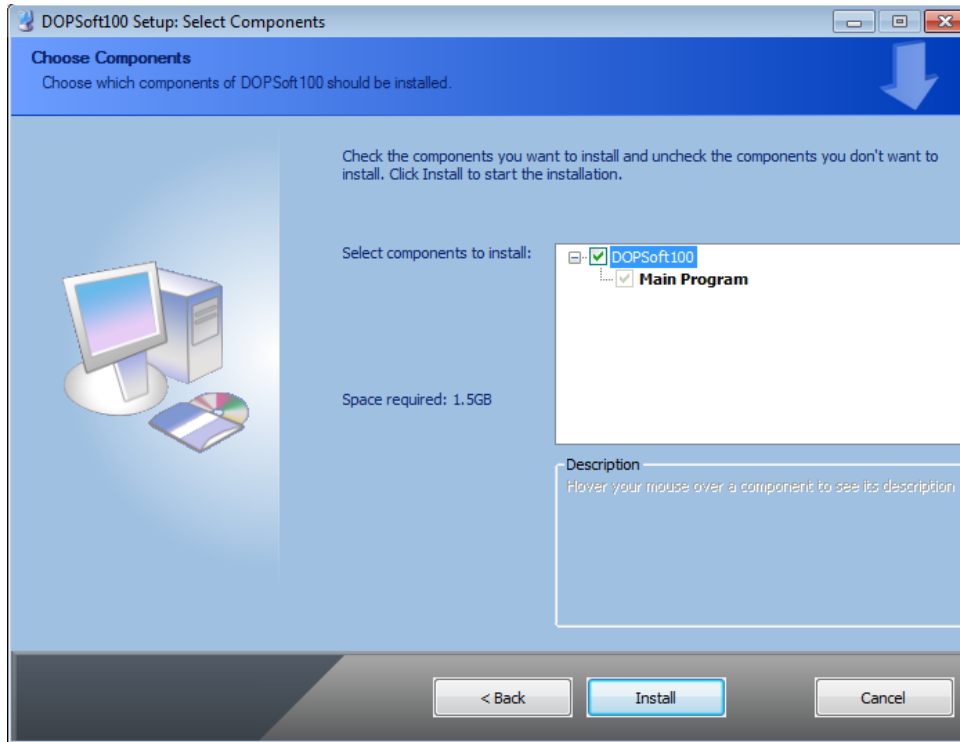 DOPSoft100 Setup: Select Components
Choose Components
Choose which components of DOPSoft100 should be installed.
Check the components you want to install and uncheck the components you don't want to
install. Click Install to start the installation.
Select components to install:
DOPSoft100
Main Program
Space required: 1.5GB
Description
Hover your mouse over a component to see its description
< Back
Install
Cancel